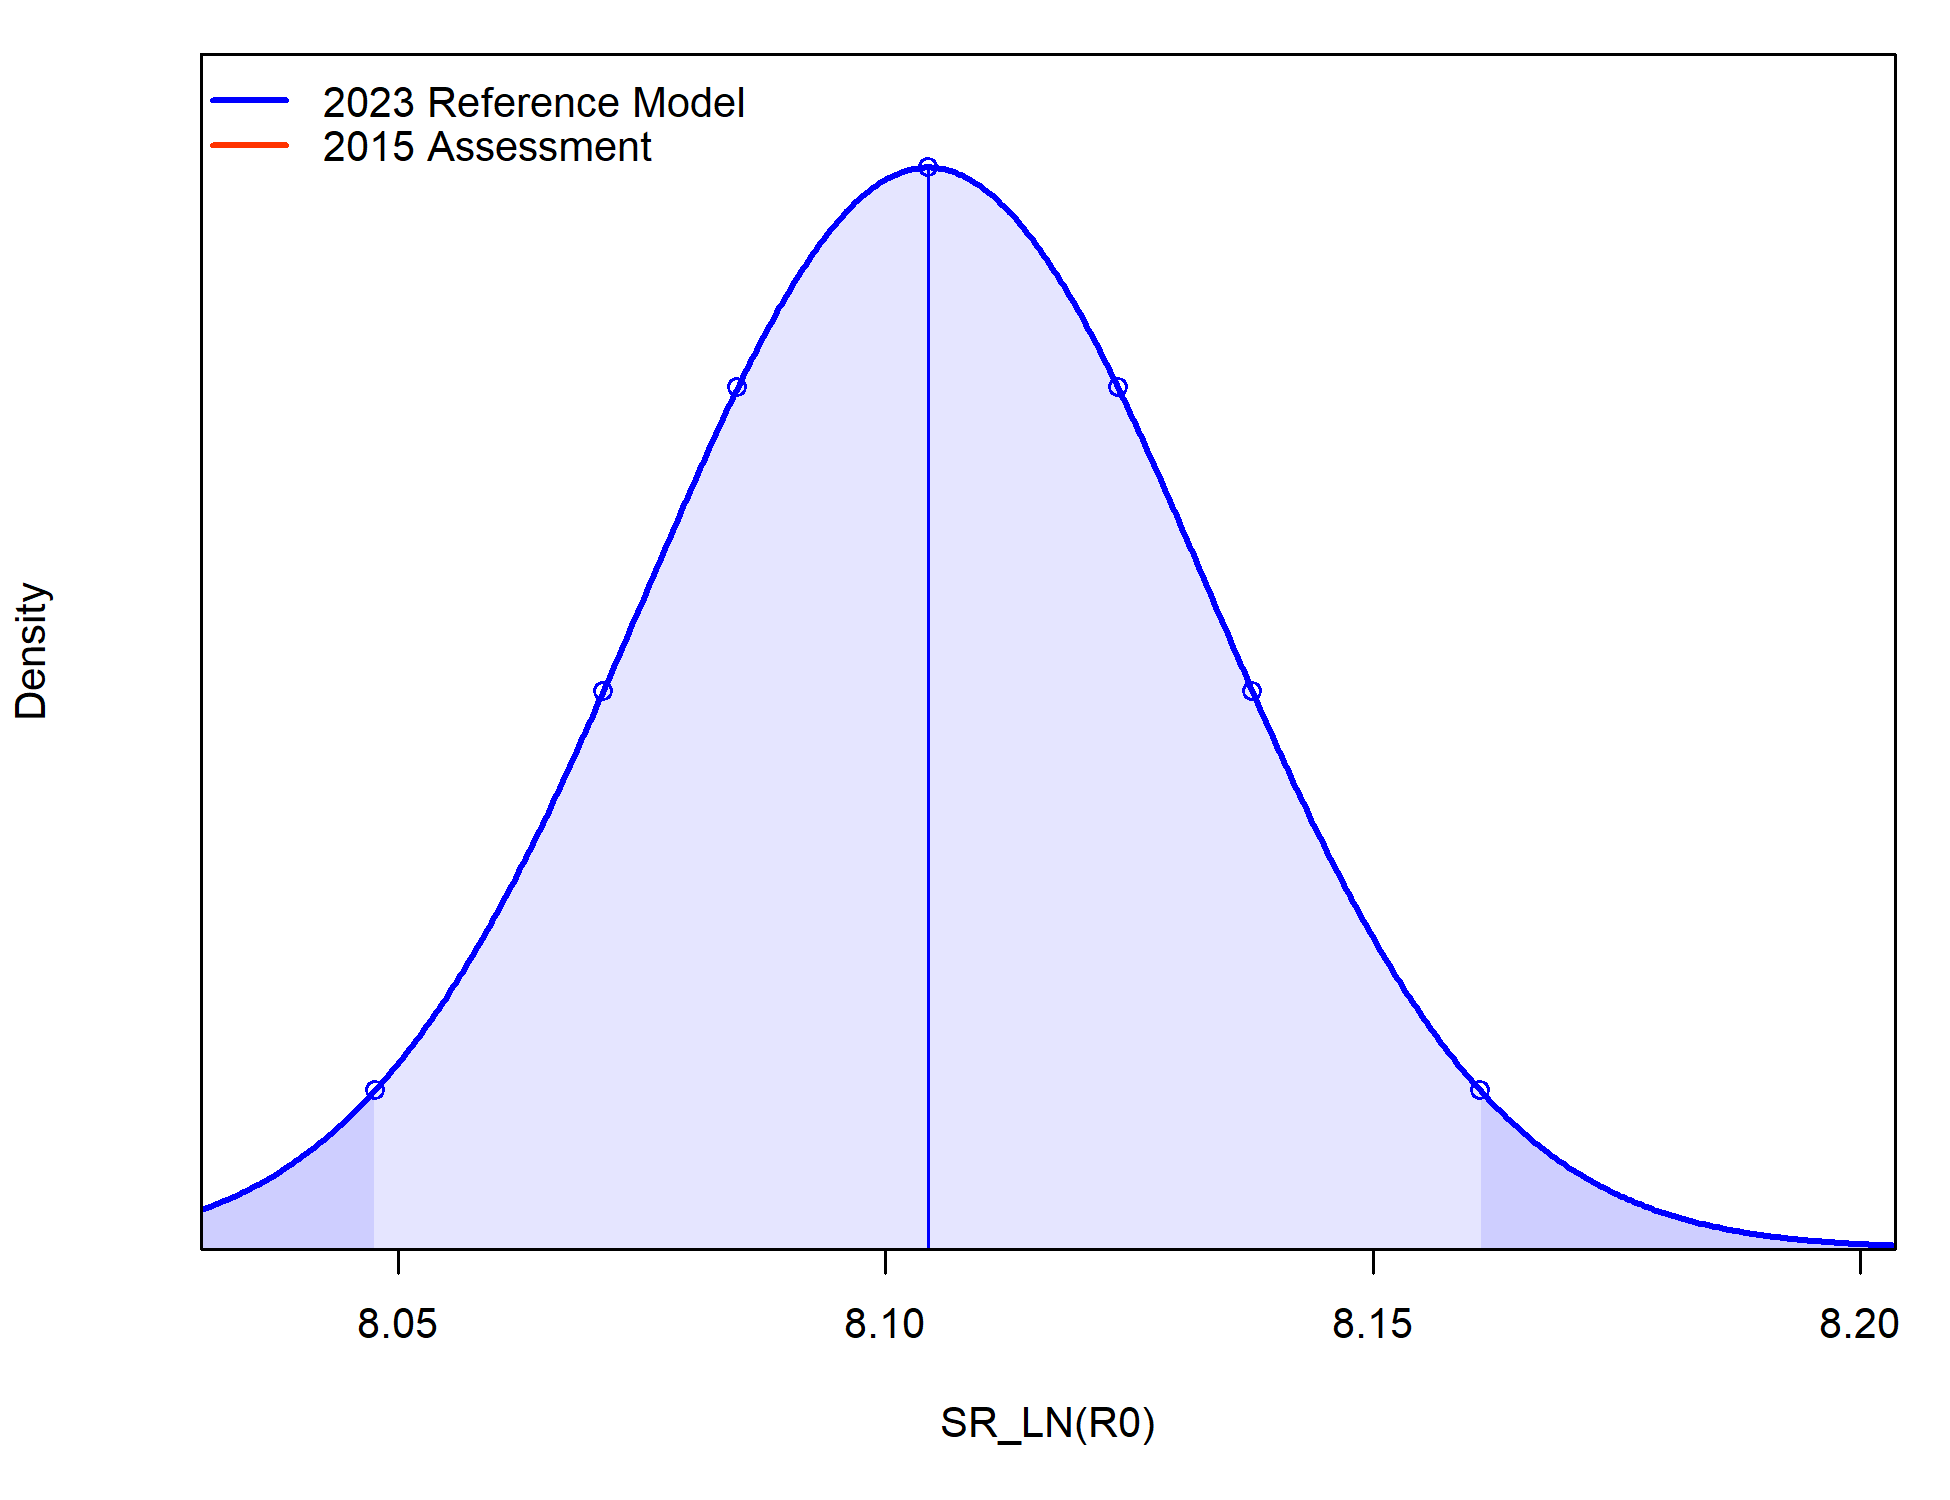 2023 Reference Model
2015 Assessment
Density
8.05
8.10
8.15
8.20
SR_LN(R0)